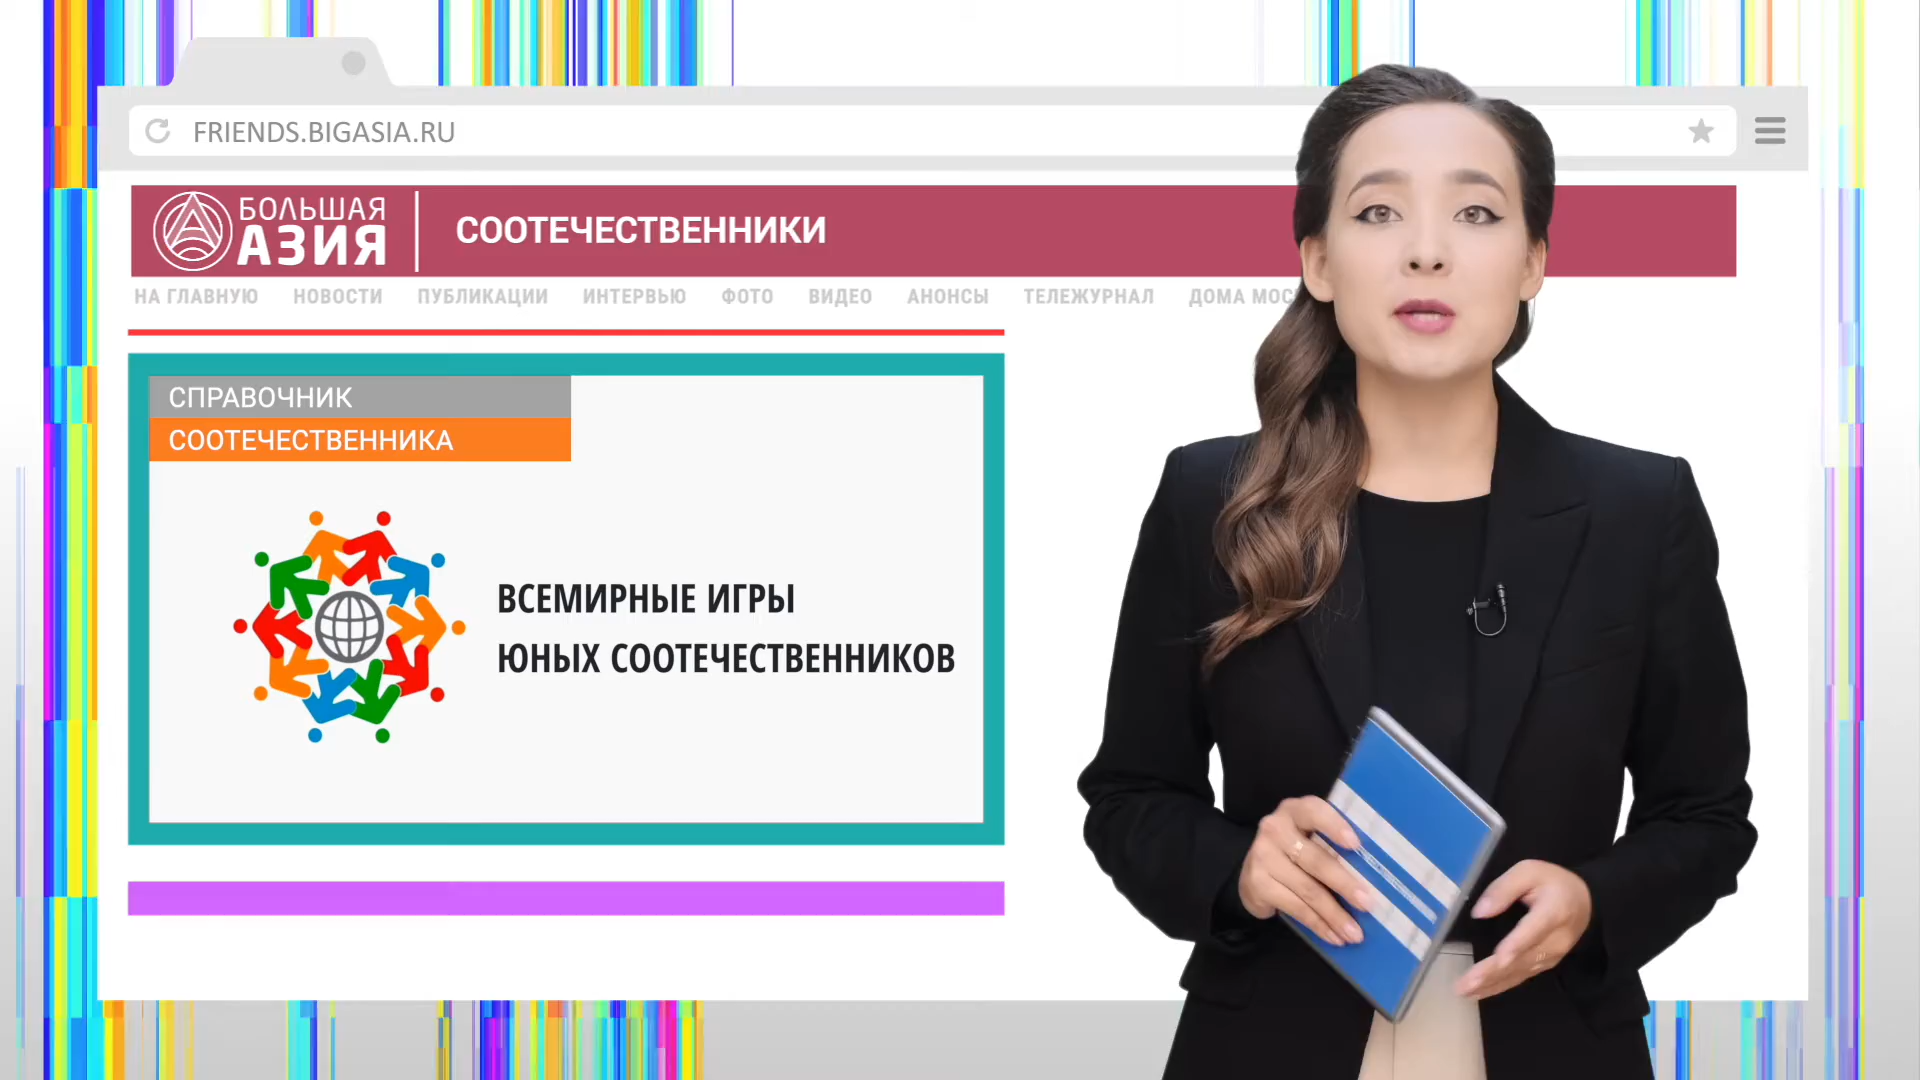 FRIENDS.BIGASIA.RU
БОЛЬШАЯ
АЗИЯ
СООТЕЧЕСТВЕННИКИ
НА ГЛАВНУЮ НОВОСТИ ПУБЛИКАЦИИ ИНТЕРВЬЮ ФОТО ВИДЕО АНОНСЫ ТЕЛЕЖУРНАЛ ДОМА
СПРАВОЧНИК
СООТЕЧЕСТВЕННИКА
ВСЕМИРНЫЕ ИГРЫ
ЮНЫХ СООТЕЧЕСТВЕННИКОВ